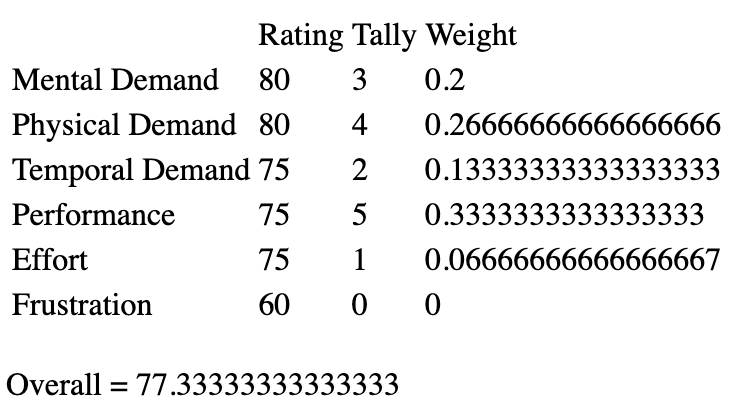 Rating Tally Weight
Mental Demand 80 3 0.2
Physical Demand 80 4 0.26666666666666666
Temporal Demand 75 2 0.13333333333333333
Performance 75 5 0.3333333333333333
Effort 75 1 0.06666666666666667
Frustration 60 0 0
Overall = 77.33333333333333